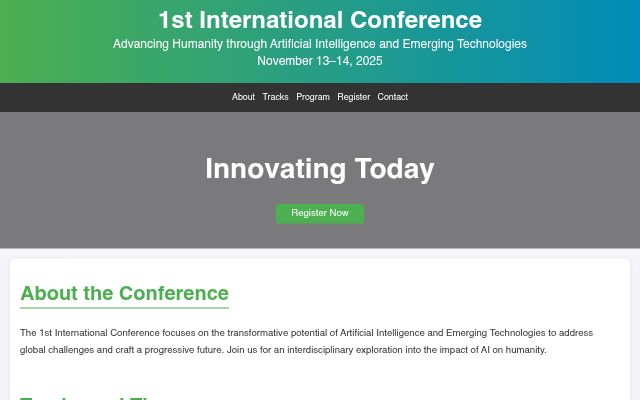 1st International Conference
Advancing Humanity through Artificial Intelligence and Emerging Technologies
November 13–14, 2025
About Tracks Program Register Contact
Innovating Today
Register Now
About the Conference
The 1st International Conference focuses on the transformative potential of Artificial Intelligence and Emerging Technologies to address
global challenges and craft a progressive future. Join us for an interdisciplinary exploration into the impact of AI on humanity.